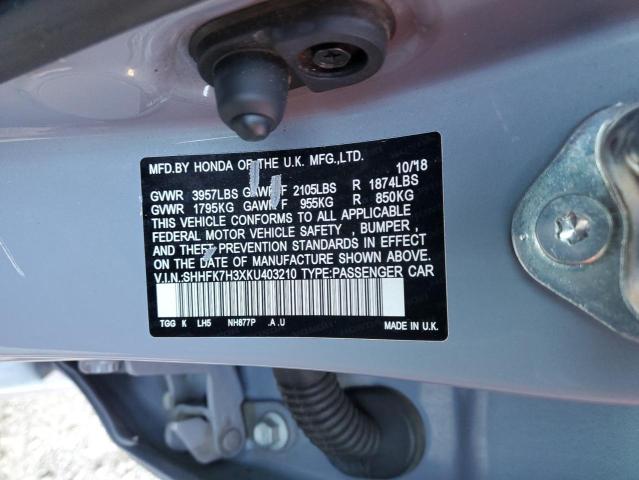 MFD.BY HONDA OF THE U.K. MFG.,LTD.
10/18
GVWR 3957LBS GAWR F 2105LBS R 1874LBS
GVWR 1795KG GAWR F 955KG R 850KG
THIS VEHICLE CONFORMS TO ALL APPLICABLE
FEDERAL MOTOR VEHICLE SAFETY , BUMPER ,
AND THEFT PREVENTION STANDARDS IN EFFECT
ON THE DATE OF MANUFACTURE SHOWN ABOVE.
V.I.N.:SHHFK7H3XKU403210 TYPE:PASSENGER CAR
TGG K LH5 NH877P .A .U MADE IN U.K.